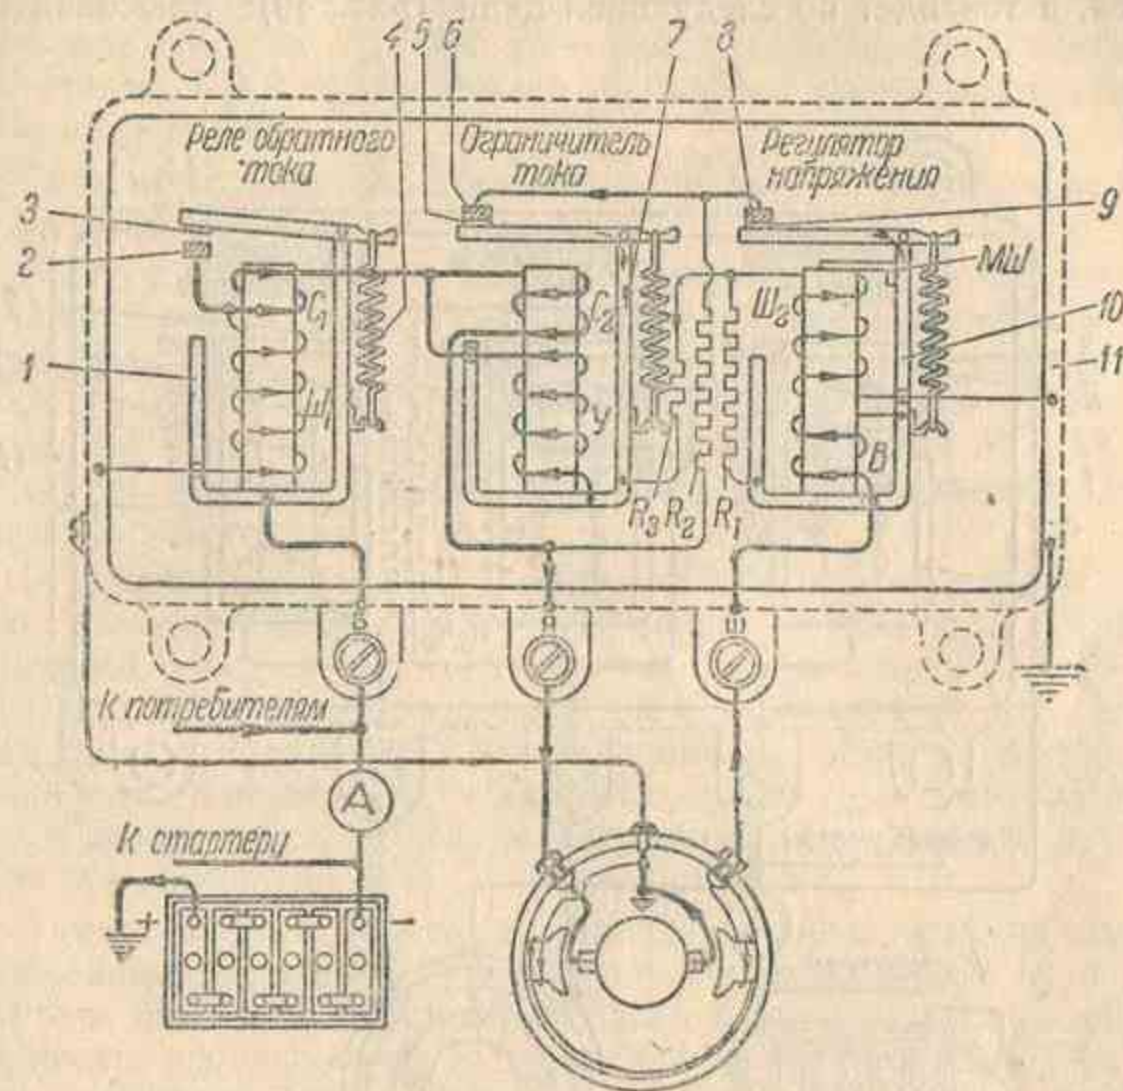 4 5 6 7 8
Реле обратного
тока
Ограничитель
тока
Регулятор
напряжения
3
2
1
9
МШ
10
11
С₁
Ш₁
С₂
У
Ш₂
В
R₃ R₂ R₁
Б
Я
Ш
К потребителям
А
К стартеру
+
−